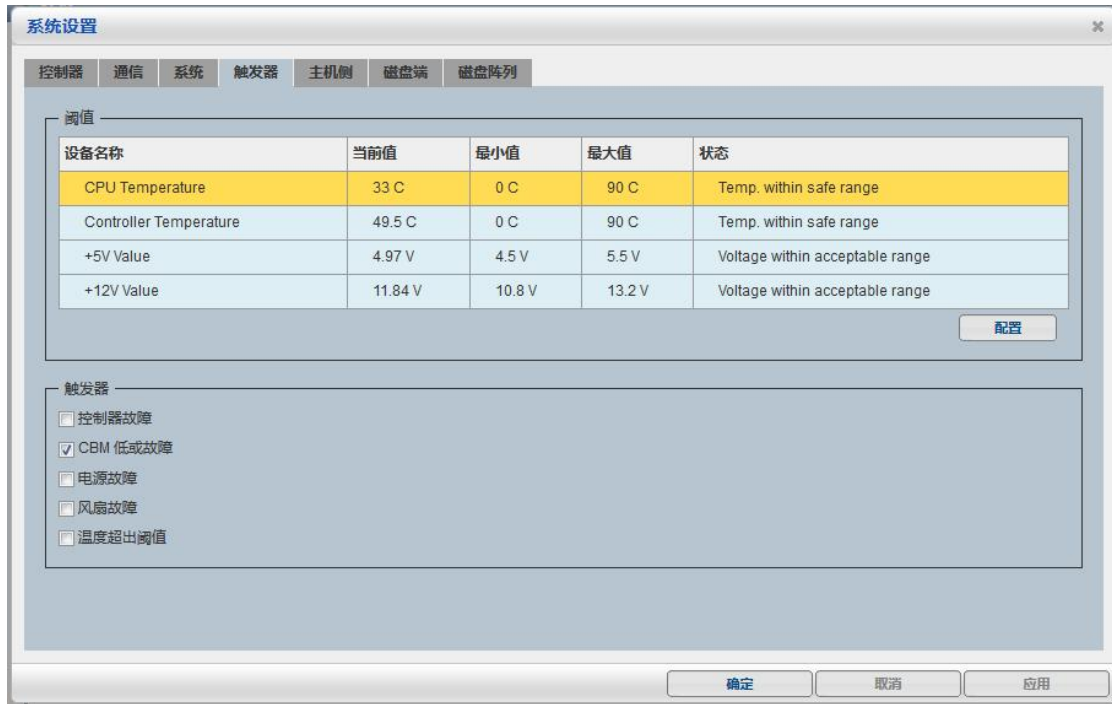 系统设置
控制器 通信 系统 触发器 主机侧 磁盘端 磁盘阵列
阈值
设备名称 当前值 最小值 最大值 状态
CPU Temperature 33 C 0 C 90 C Temp. within safe range
Controller Temperature 49.5 C 0 C 90 C Temp. within safe range
+5V Value 4.97 V 4.5 V 5.5 V Voltage within acceptable range
+12V Value 11.84 V 10.8 V 13.2 V Voltage within acceptable range
配置
触发器
控制器故障
CBM 低或故障
电源故障
风扇故障
温度超出阈值
确定 取消 应用